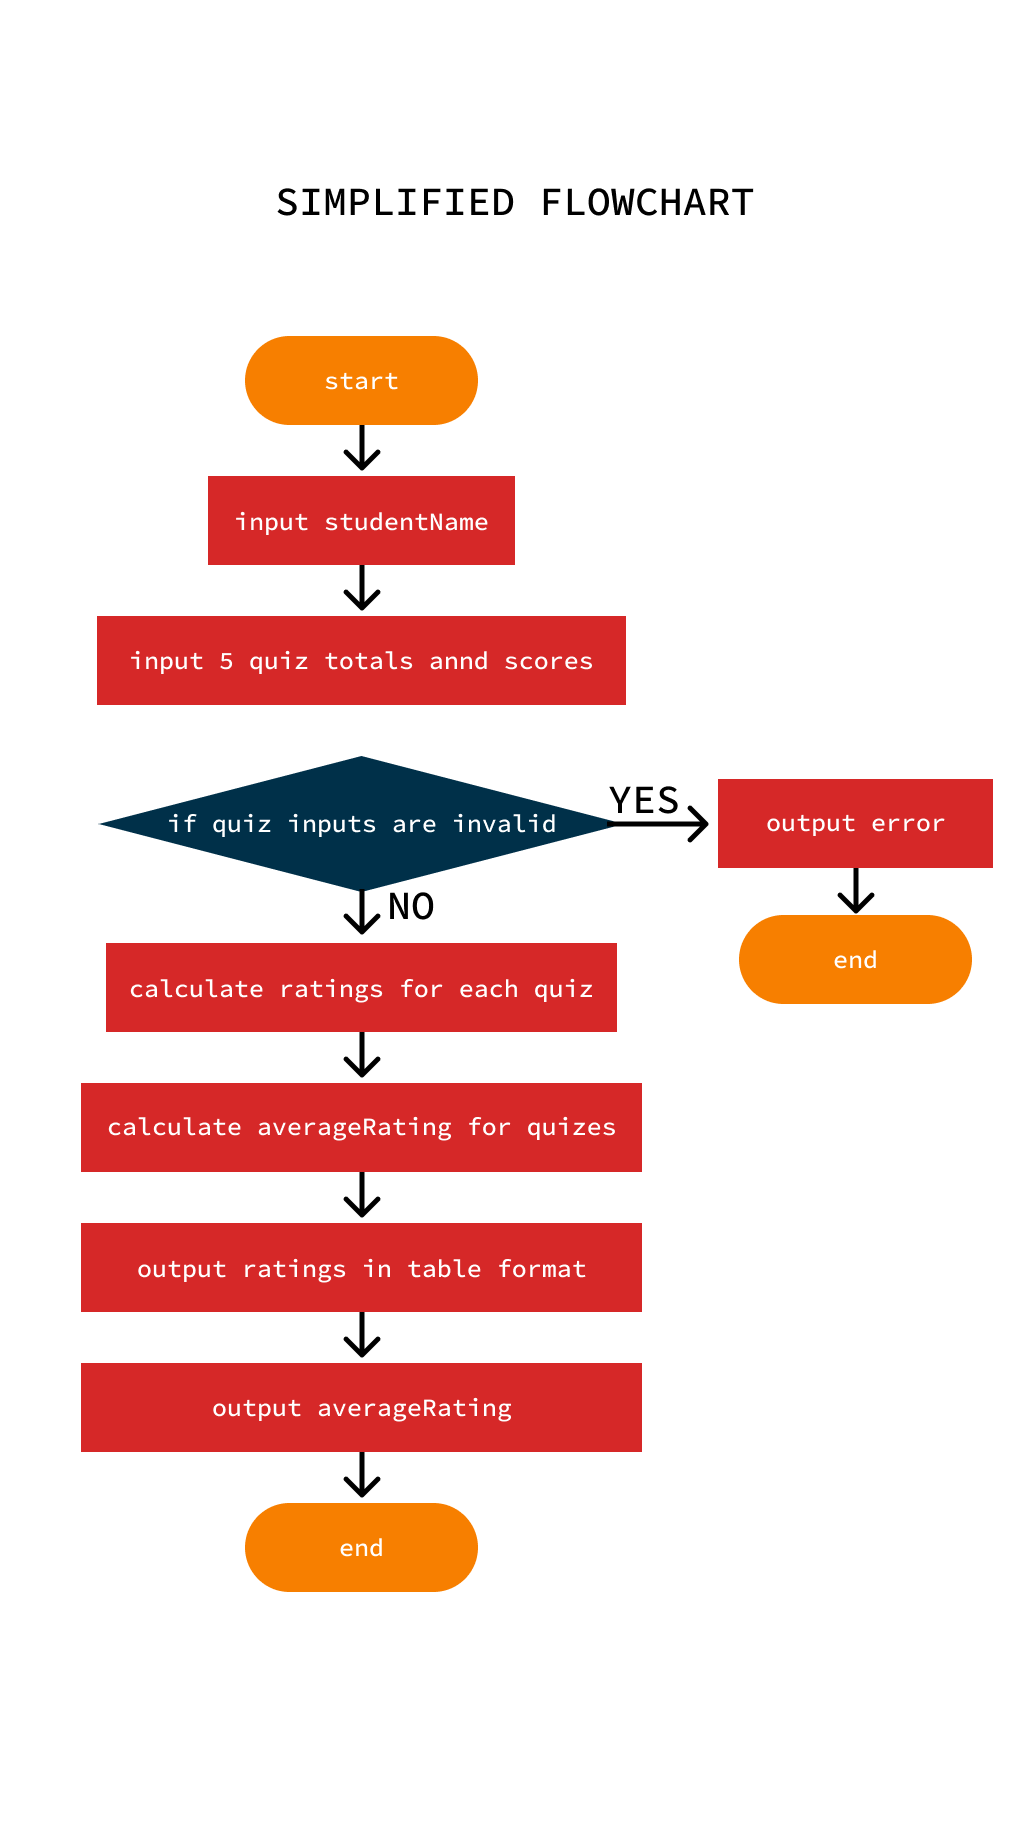 SIMPLIFIED FLOWCHART
start
input studentName
input 5 quiz totals annd scores
if quiz inputs are invalid
YES
output error
end
NO
calculate ratings for each quiz
calculate averageRating for quizes
output ratings in table format
output averageRating
end